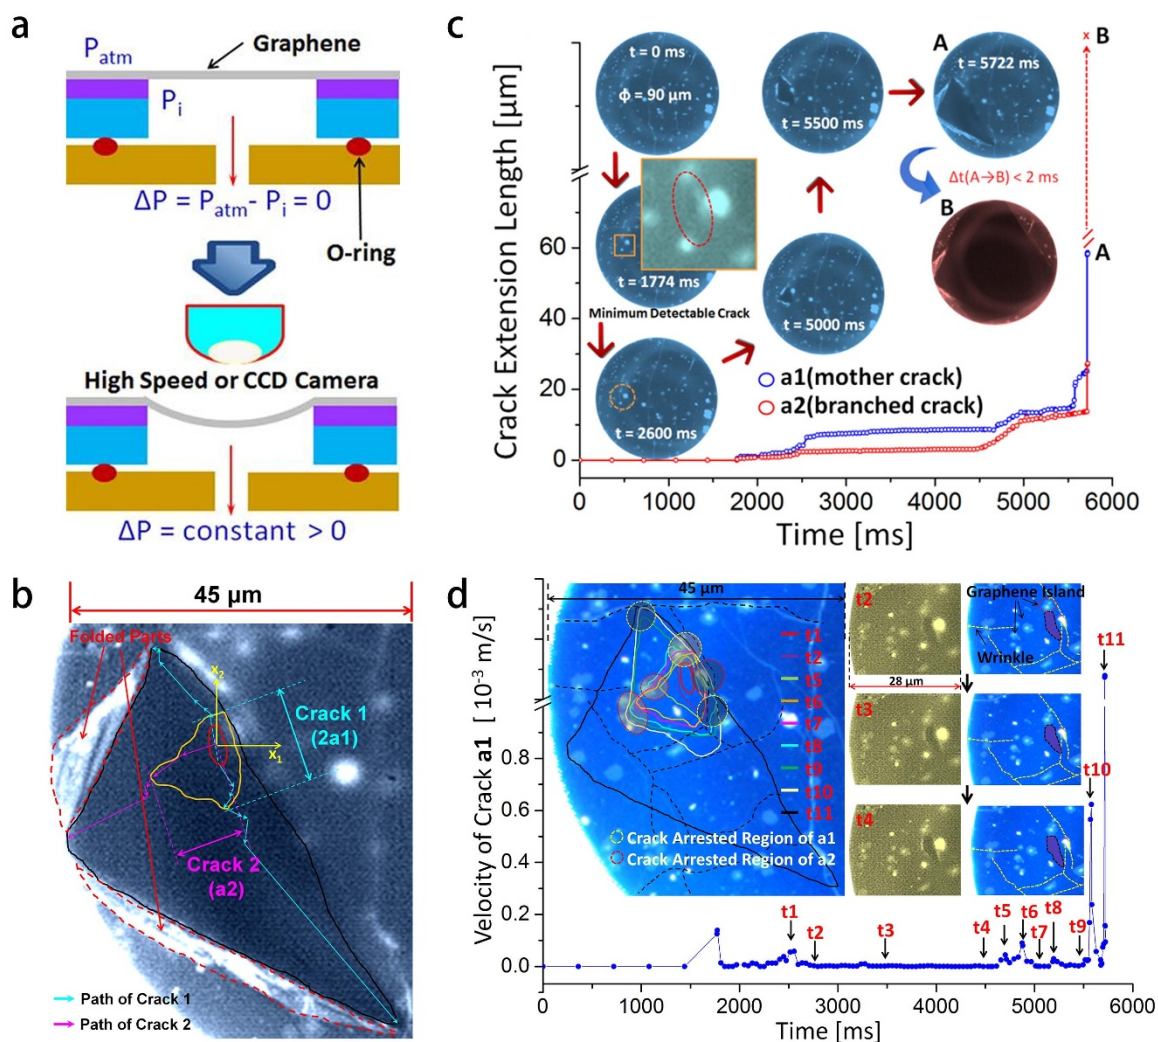 a
P_atm
Graphene
P_i
ΔP = P_atm- P_i = 0
O-ring
High Speed or CCD Camera
ΔP = constant > 0
b
45 µm
Folded Parts
x₂
x₁
Crack 1
(2a1)
Crack 2
(a2)
Path of Crack 1
Path of Crack 2
c
Crack Extension Length [µm]
60
40
20
0
t = 0 ms
ϕ = 90 µm
t = 1774 ms
Minimum Detectable Crack
t = 2600 ms
t = 5000 ms
t = 5500 ms
A
t = 5722 ms
Δt(A→B) < 2 ms
B
x B
A
a1(mother crack)
a2(branched crack)
0 1000 2000 3000 4000 5000 6000
Time [ms]
d
Velocity of Crack a1 [ 10⁻³ m/s]
0.8
0.6
0.4
0.2
0.0
45 µm
t1
t2
t5
t6
t7
t8
t9
t10
t11
Crack Arrested Region of a1
Crack Arrested Region of a2
t2
Graphene Island
Wrinkle
28 µm
t3
t4
t1
t2
t3
t4
t5
t6
t7
t8
t9
t10
t11
0 1000 2000 3000 4000 5000 6000
Time [ms]